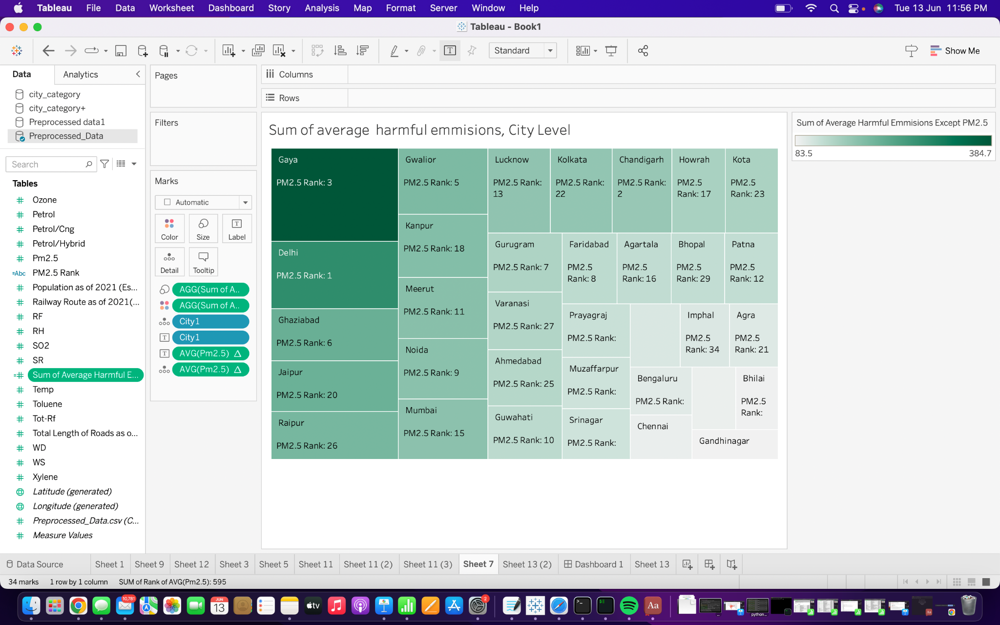 Tableau File Data Worksheet Dashboard Story Analysis Map Format Server Window Help Tue 13 Jun 11:56 PM
Tableau - Book1
Standard Show Me
Data Analytics
city_category
city_category+
Preprocessed data1
Preprocessed_Data
Search
Tables
Ozone
Petrol
Petrol/Cng
Petrol/Hybrid
Pm2.5
=Abc PM2.5 Rank
Population as of 2021 (Es...
Railway Route as of 2021(...
RF
RH
SO2
SR
Sum of Average Harmful E...
Temp
Toluene
Tot-Rf
Total Length of Roads as o...
WD
WS
Xylene
Latitude (generated)
Longitude (generated)
Preprocessed_Data.csv (C...
Measure Values
Pages
Filters
Marks
Automatic
Color Size Label
Detail Tooltip
AGG(Sum of A..
AGG(Sum of A..
City1
City1
AVG(Pm2.5) △
AVG(Pm2.5) △
Columns
Rows
Sum of average harmful emmisions, City Level
Gaya
PM2.5 Rank: 3
Delhi
PM2.5 Rank: 1
Ghaziabad
PM2.5 Rank: 6
Jaipur
PM2.5 Rank: 20
Raipur
PM2.5 Rank: 26
Gwalior
PM2.5 Rank: 5
Kanpur
PM2.5 Rank: 18
Meerut
PM2.5 Rank: 11
Noida
PM2.5 Rank: 9
Mumbai
PM2.5 Rank: 15
Lucknow
PM2.5 Rank:
13
Kolkata
PM2.5 Rank:
22
Chandigarh
PM2.5 Rank:
2
Howrah
PM2.5
Rank: 17
Kota
PM2.5
Rank: 23
Gurugram
PM2.5 Rank: 7
Varanasi
PM2.5 Rank: 27
Ahmedabad
PM2.5 Rank: 25
Guwahati
PM2.5 Rank: 10
Faridabad
PM2.5
Rank: 8
Agartala
PM2.5
Rank: 16
Bhopal
PM2.5
Rank: 29
Patna
PM2.5
Rank: 12
Prayagraj
PM2.5 Rank:
Muzaffarpur
PM2.5 Rank:
Srinagar
PM2.5 Rank:
Imphal
PM2.5
Rank: 34
Agra
PM2.5
Rank: 21
Bengaluru
PM2.5 Rank:
Chennai
Bhilai
PM2.5
Rank:
Gandhinagar
Sum of Average Harmful Emmisions Except PM2.5
83.5 384.7
Data Source Sheet 1 Sheet 9 Sheet 12 Sheet 3 Sheet 5 Sheet 11 Sheet 11 (2) Sheet 11 (3) Sheet 7 Sheet 13 (2) Dashboard 1 Sheet 13
34 marks 1 row by 1 column SUM of Rank of AVG(Pm2.5): 595
10,781 JUN 13 tv 2 Aa python...